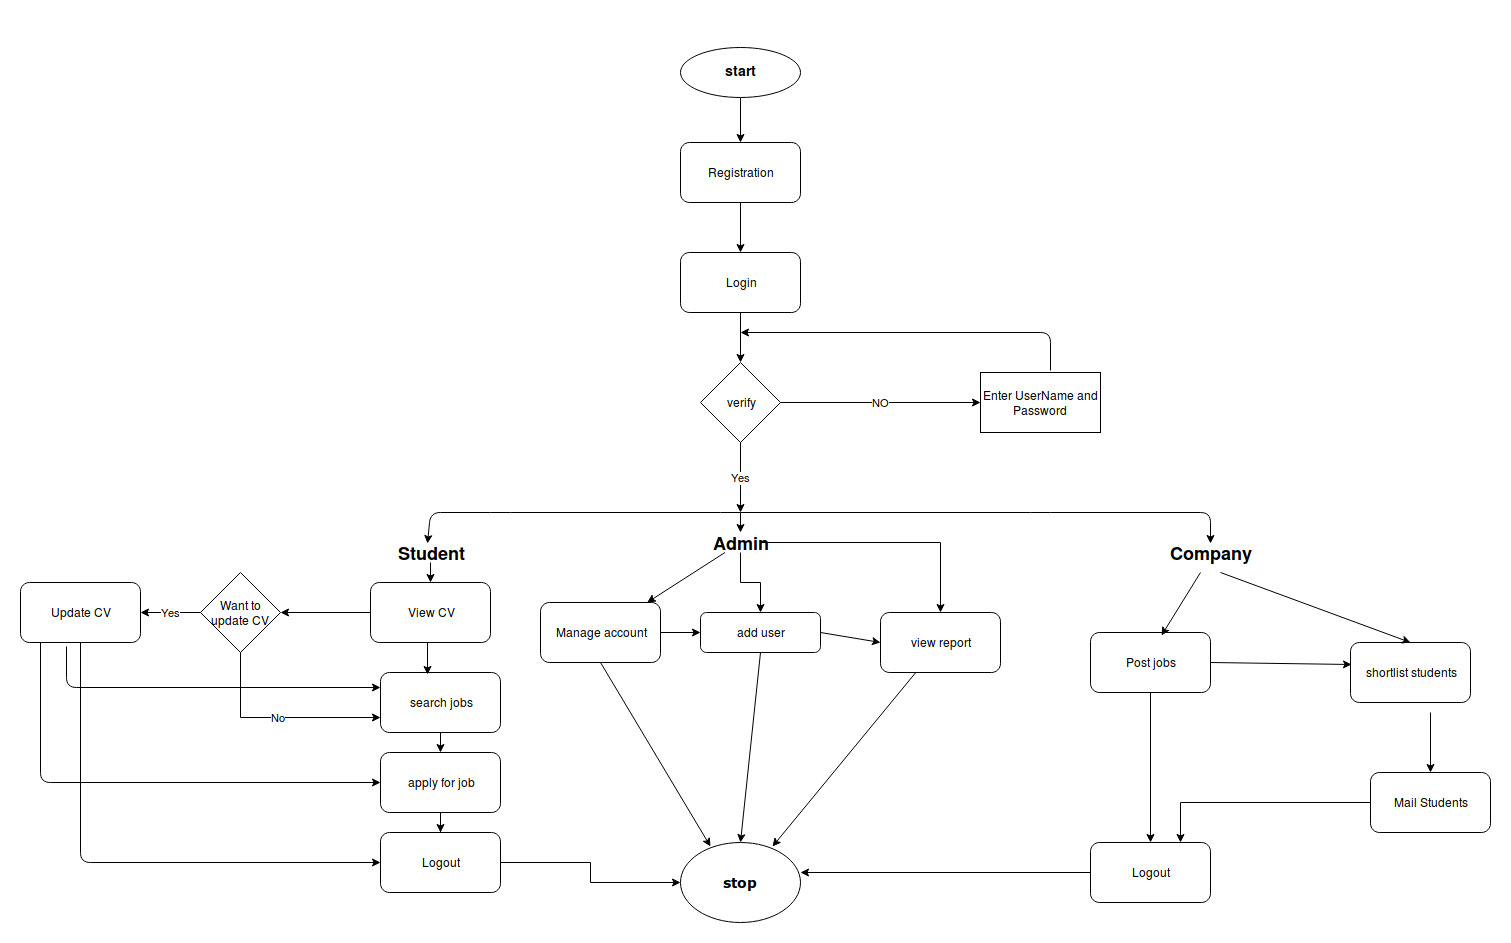 start
Registration
Login
verify
NO
Enter UserName and
Password
Yes
Student
Admin
Company
Update CV
Yes
Want to
update CV
View CV
Manage account
add user
view report
Post jobs
shortlist students
search jobs
No
apply for job
Mail Students
Logout
stop
Logout